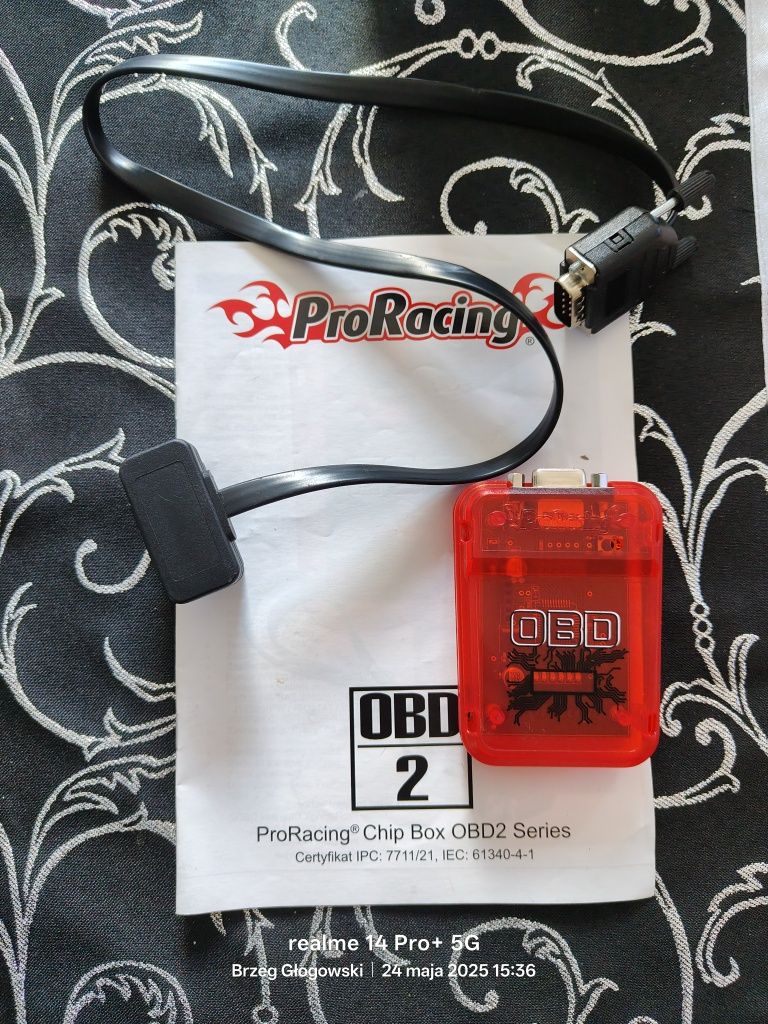 ProRacing®
OBD
OBD
2
ProRacing® Chip Box OBD2 Series
Certyfikat IPC: 7711/21, IEC: 61340-4-1
realme 14 Pro+ 5G
Brzeg Głogowski | 24 maja 2025 15:36